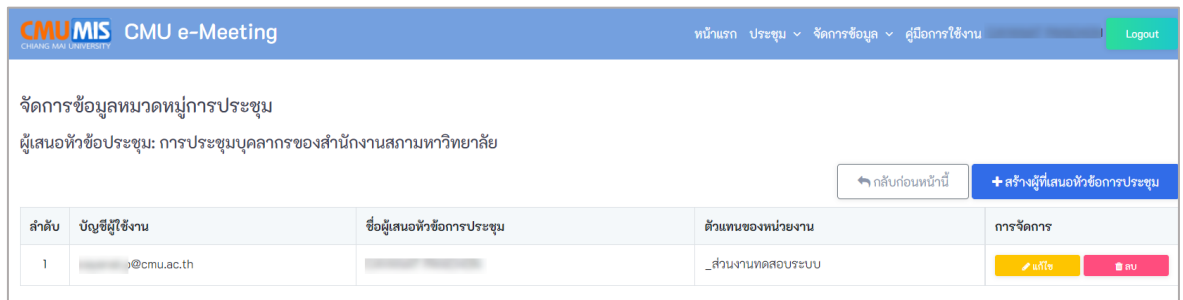 CMU MIS CMU e-Meeting หน้าแรก ประชุม จัดการข้อมูล คู่มือการใช้งาน Logout
CHIANG MAI UNIVERSITY
จัดการข้อมูลหมวดหมู่การประชุม
ผู้เสนอหัวข้อประชุม: การประชุมบุคลากรของสำนักงานสภามหาวิทยาลัย
กลับก่อนหน้านี้ + สร้างผู้ที่เสนอหัวข้อการประชุม
ลำดับ บัญชีผู้ใช้งาน ชื่อผู้เสนอหัวข้อการประชุม ตัวแทนของหน่วยงาน การจัดการ
1 @cmu.ac.th _ส่วนงานทดสอบระบบ แก้ไข ลบ